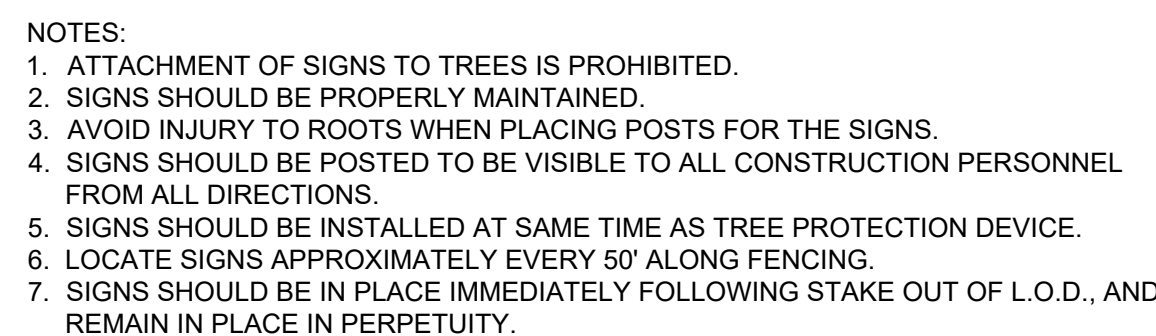 NOTES:
1. ATTACHMENT OF SIGNS TO TREES IS PROHIBITED.
2. SIGNS SHOULD BE PROPERLY MAINTAINED.
3. AVOID INJURY TO ROOTS WHEN PLACING POSTS FOR THE SIGNS.
4. SIGNS SHOULD BE POSTED TO BE VISIBLE TO ALL CONSTRUCTION PERSONNEL
FROM ALL DIRECTIONS.
5. SIGNS SHOULD BE INSTALLED AT SAME TIME AS TREE PROTECTION DEVICE.
6. LOCATE SIGNS APPROXIMATELY EVERY 50' ALONG FENCING.
7. SIGNS SHOULD BE IN PLACE IMMEDIATELY FOLLOWING STAKE OUT OF L.O.D., AND
REMAIN IN PLACE IN PERPETUITY.